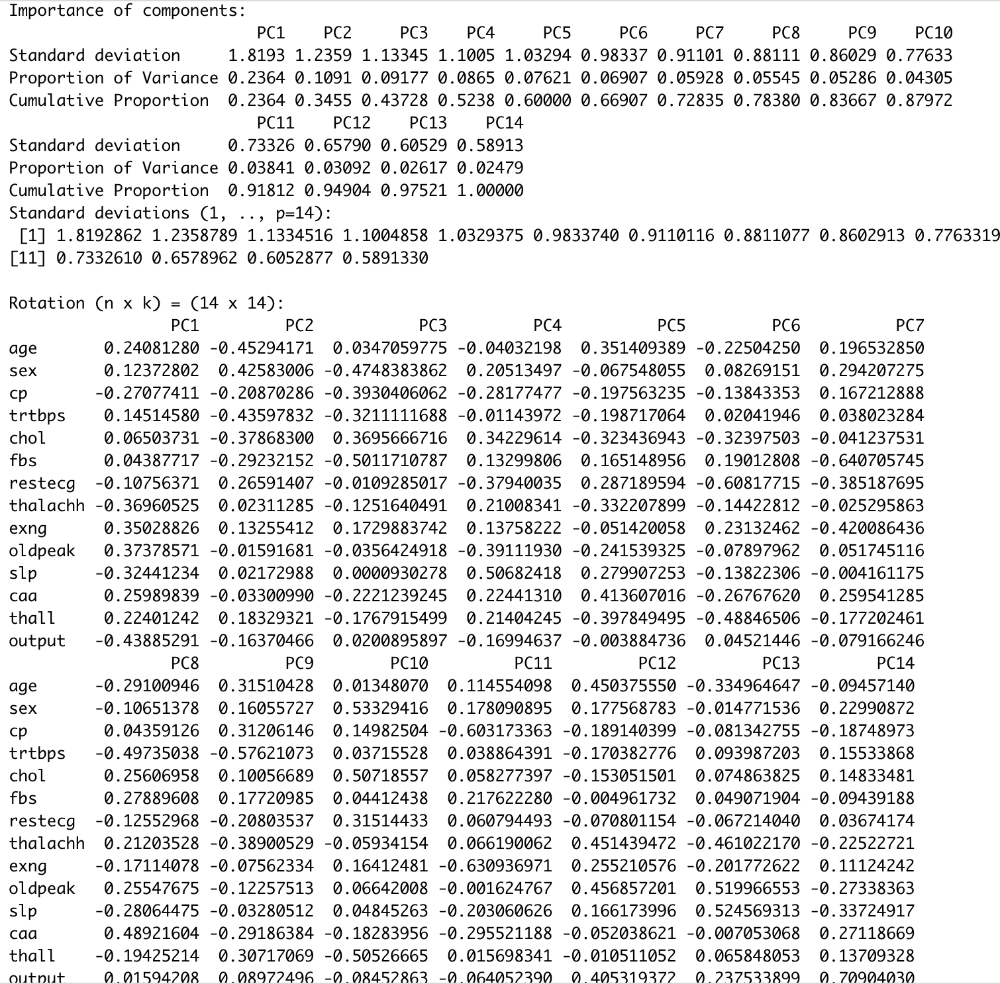 Importance of components:
                          PC1    PC2     PC3    PC4     PC5     PC6     PC7     PC8     PC9    PC10
Standard deviation     1.8193 1.2359 1.13345 1.1005 1.03294 0.98337 0.91101 0.88111 0.86029 0.77633
Proportion of Variance 0.2364 0.1091 0.09177 0.0865 0.07621 0.06907 0.05928 0.05545 0.05286 0.04305
Cumulative Proportion  0.2364 0.3455 0.43728 0.5238 0.60000 0.66907 0.72835 0.78380 0.83667 0.87972
                          PC11    PC12    PC13    PC14
Standard deviation     0.73326 0.65790 0.60529 0.58913
Proportion of Variance 0.03841 0.03092 0.02617 0.02479
Cumulative Proportion  0.91812 0.94904 0.97521 1.00000
Standard deviations (1, .., p=14):
 [1] 1.8192862 1.2358789 1.1334516 1.1004858 1.0329375 0.9833740 0.9110116 0.8811077 0.8602913 0.7763319
[11] 0.7332610 0.6578962 0.6052877 0.5891330

Rotation (n x k) = (14 x 14):
                 PC1         PC2           PC3         PC4          PC5         PC6          PC7
age       0.24081280 -0.45294171  0.0347059775 -0.04032198  0.351409389 -0.22504250  0.196532850
sex       0.12372802  0.42583006 -0.4748383862  0.20513497 -0.067548055  0.08269151  0.294207275
cp       -0.27077411 -0.20870286 -0.3930406062 -0.28177477 -0.197563235 -0.13843353  0.167212888
trtbps    0.14514580 -0.43597832 -0.3211111688 -0.01143972 -0.198717064  0.02041946  0.038023284
chol      0.06503731 -0.37868300  0.3695666716  0.34229614 -0.323436943 -0.32397503 -0.041237531
fbs       0.04387717 -0.29232152 -0.5011710787  0.13299806  0.165148956  0.19012808 -0.640705745
restecg  -0.10756371  0.26591407 -0.0109285017 -0.37940035  0.287189594 -0.60817715 -0.385187695
thalachh -0.36960525  0.02311285 -0.1251640491  0.21008341 -0.332207899 -0.14422812 -0.025295863
exng      0.35028826  0.13255412  0.1729883742  0.13758222 -0.051420058  0.23132462 -0.420086436
oldpeak   0.37378571 -0.01591681 -0.0356424918 -0.39111930 -0.241539325 -0.07897962  0.051745116
slp      -0.32441234  0.02172988  0.0000930278  0.50682418  0.279907253 -0.13822306 -0.004161175
caa       0.25989839 -0.03300990 -0.2221239245  0.22441310  0.413607016 -0.26767620  0.259541285
thall     0.22401242  0.18329321 -0.1767915499  0.21404245 -0.397849495 -0.48846506 -0.177202461
output   -0.43885291 -0.16370466  0.0200895897 -0.16994637 -0.003884736  0.04521446 -0.079166246
                 PC8         PC9        PC10         PC11         PC12         PC13        PC14
age      -0.29100946  0.31510428  0.01348070  0.114554098  0.450375550 -0.334964647 -0.09457140
sex      -0.10651378  0.16055727  0.53329416  0.178090895  0.177568783 -0.014771536  0.22990872
cp        0.04359126  0.31206146  0.14982504 -0.603173363 -0.189140399 -0.081342755 -0.18748973
trtbps   -0.49735038 -0.57621073  0.03715528  0.038864391 -0.170382776  0.093987203  0.15533868
chol      0.25606958  0.10056689  0.50718557  0.058277397 -0.153051501  0.074863825  0.14833481
fbs       0.27889608  0.17720985  0.04412438  0.217622280 -0.004961732  0.049071904 -0.09439188
restecg  -0.12552968 -0.20803537  0.31514433  0.060794493 -0.070801154 -0.067214040  0.03674174
thalachh  0.21203528 -0.38900529 -0.05934154  0.066190062  0.451439472 -0.461022170 -0.22522721
exng     -0.17114078 -0.07562334  0.16412481 -0.630936971  0.255210576 -0.201772622  0.11124242
oldpeak   0.25547675 -0.12257513  0.06642008 -0.001624767  0.456857201  0.519966553 -0.27338363
slp      -0.28064475 -0.03280512  0.04845263 -0.203060626  0.166173996  0.524569313 -0.33724917
caa       0.48921604 -0.29186384 -0.18283956 -0.295521188 -0.052038621 -0.007053068  0.27118669
thall    -0.19425214  0.30717069 -0.50526665  0.015698341 -0.010511052  0.065848053  0.13709328
output    0.01594208  0.08972496 -0.08452863 -0.064052390  0.405319372  0.237533899  0.70904030